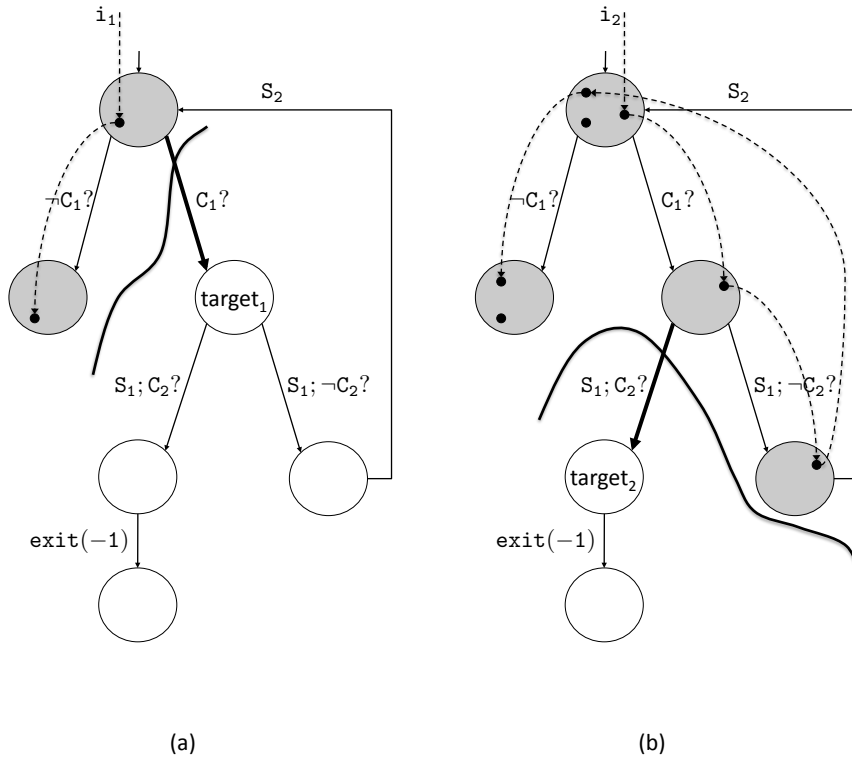 i₁
S₂
¬C₁?
C₁?
target₁
S₁; C₂?
S₁; ¬C₂?
exit(−1)
(a)
i₂
S₂
¬C₁?
C₁?
S₁; C₂?
S₁; ¬C₂?
target₂
exit(−1)
(b)